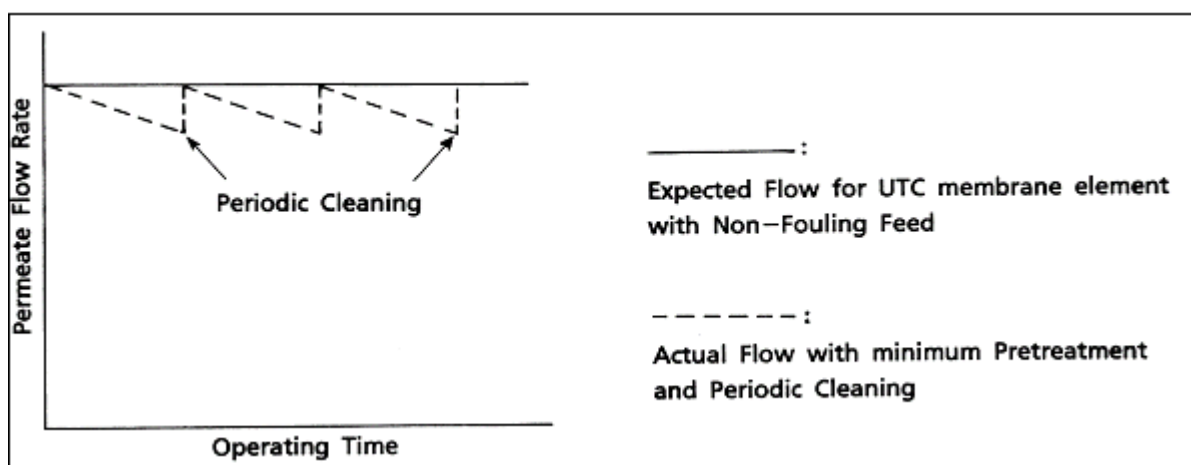 Permeate Flow Rate
Periodic Cleaning
Operating Time
:
Expected Flow for UTC membrane element
with Non-Fouling Feed
:
Actual Flow with minimum Pretreatment
and Periodic Cleaning